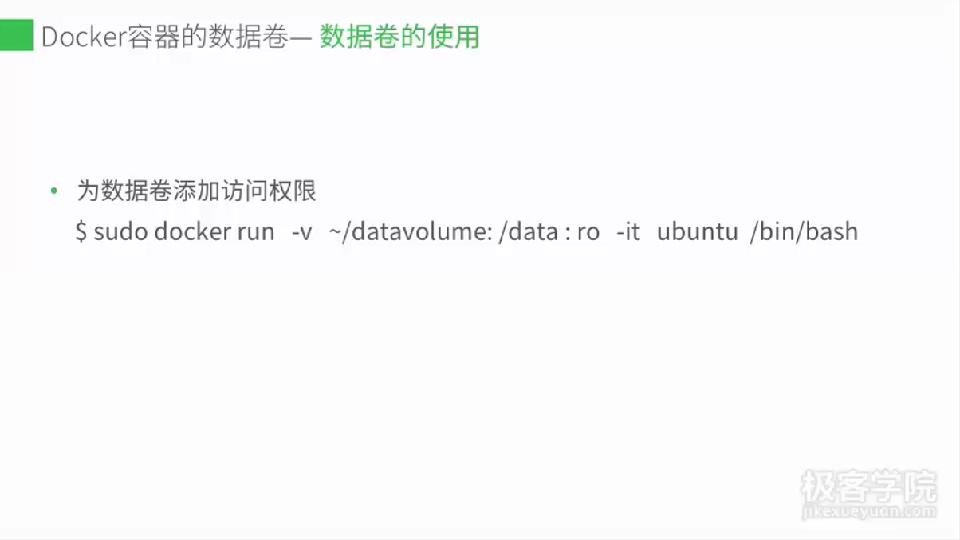 Docker容器的数据卷— 数据卷的使用
• 为数据卷添加访问权限
$ sudo docker run -v ~/datavolume: /data : ro -it ubuntu /bin/bash
极客学院
jikexueyuan.com